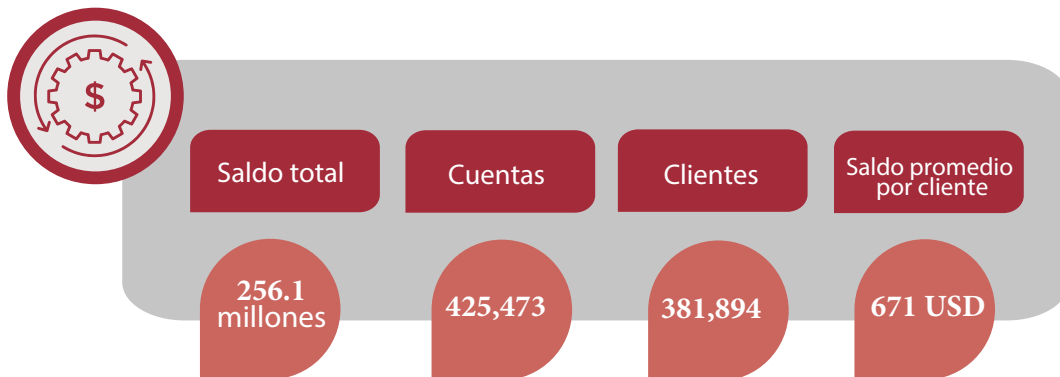 $
Saldo total
Cuentas
Clientes
Saldo promedio
por cliente
256.1
millones
425,473
381,894
671 USD